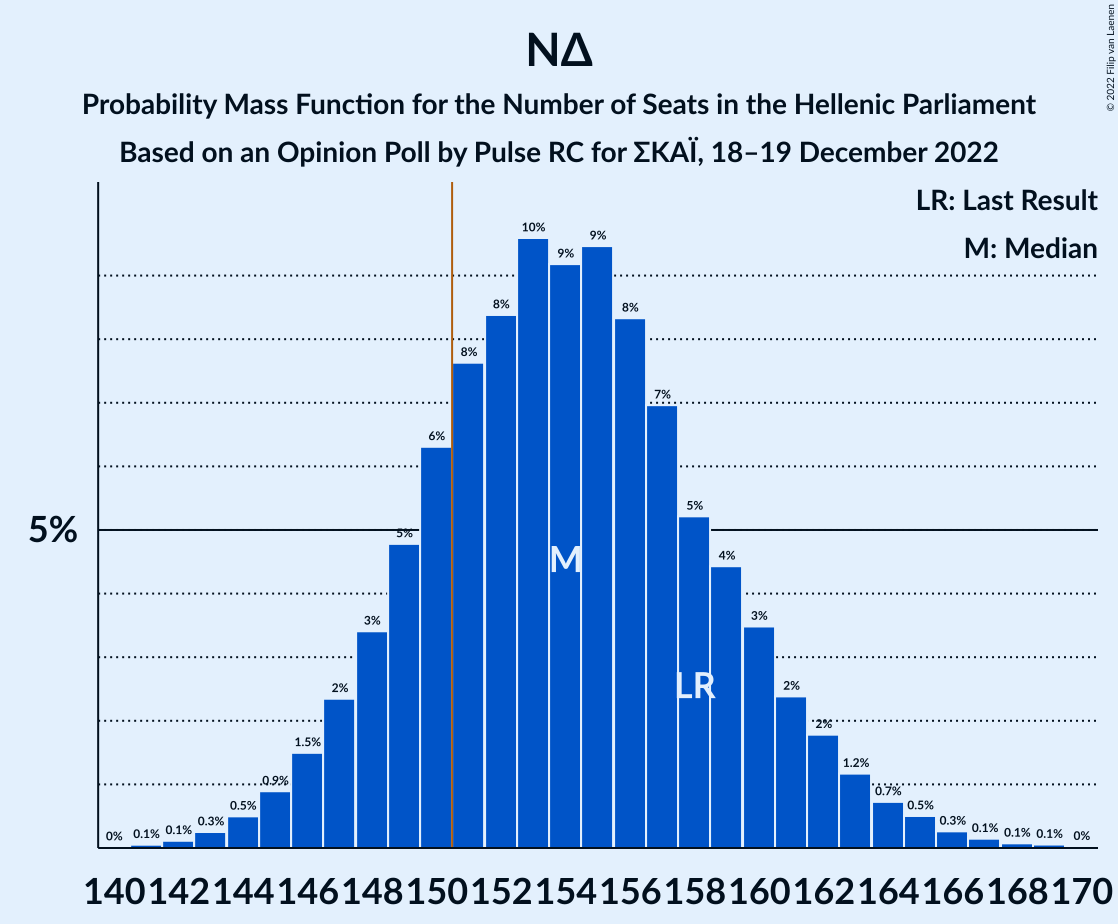 © 2022 Filip van Laenen
ΝΔ
Probability Mass Function for the Number of Seats in the Hellenic Parliament
Based on an Opinion Poll by Pulse RC for ΣΚΑΪ, 18–19 December 2022
LR: Last Result
M: Median
5%
0% 0.1% 0.1% 0.3% 0.5% 0.9% 1.5% 2% 3% 5% 6% 8% 8% 10% 9% 9% 8% 7% 5% 4% 3% 2% 2% 1.2% 0.7% 0.5% 0.3% 0.1% 0.1% 0.1% 0%
M
LR
140 142 144 146 148 150 152 154 156 158 160 162 164 166 168 170